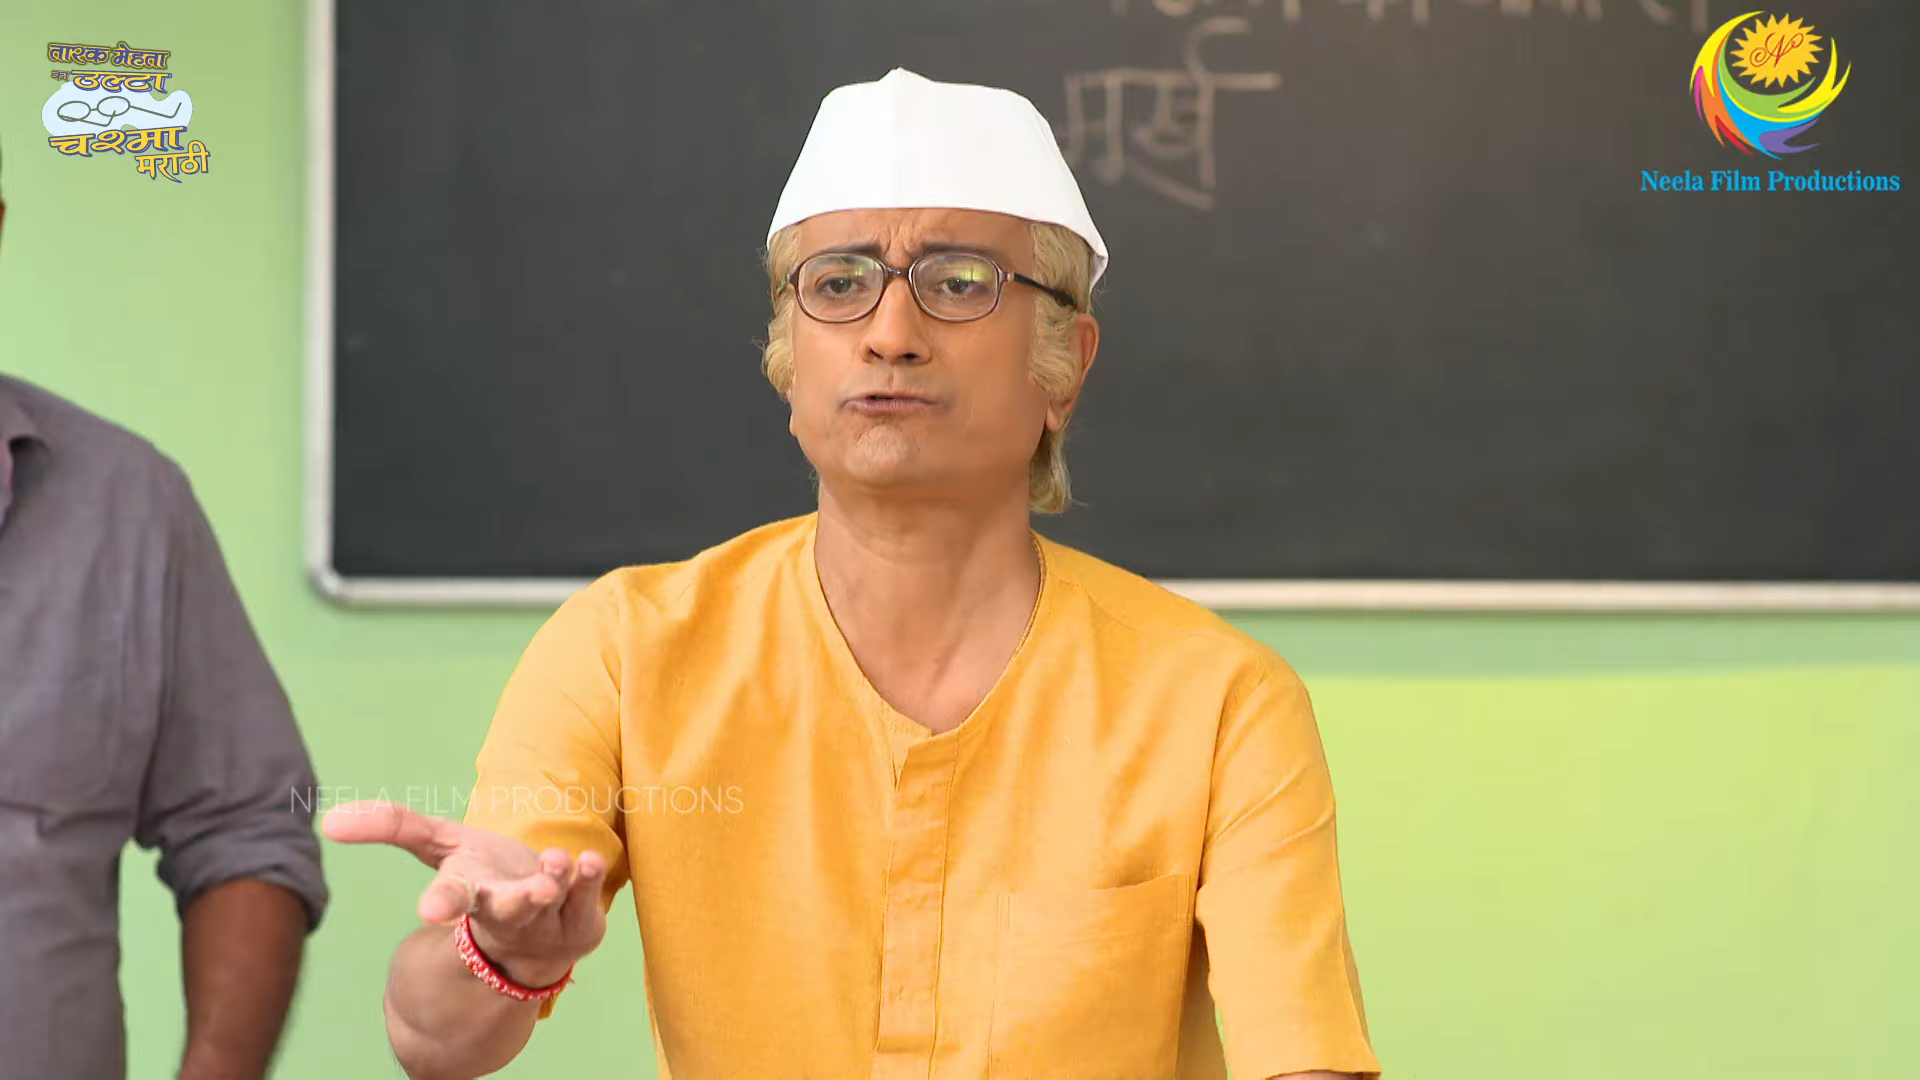 तारक मेहता
का उल्टा
चश्मा
मराठी
Neela Film Productions
मूर्ख
NEELA FILM PRODUCTIONS